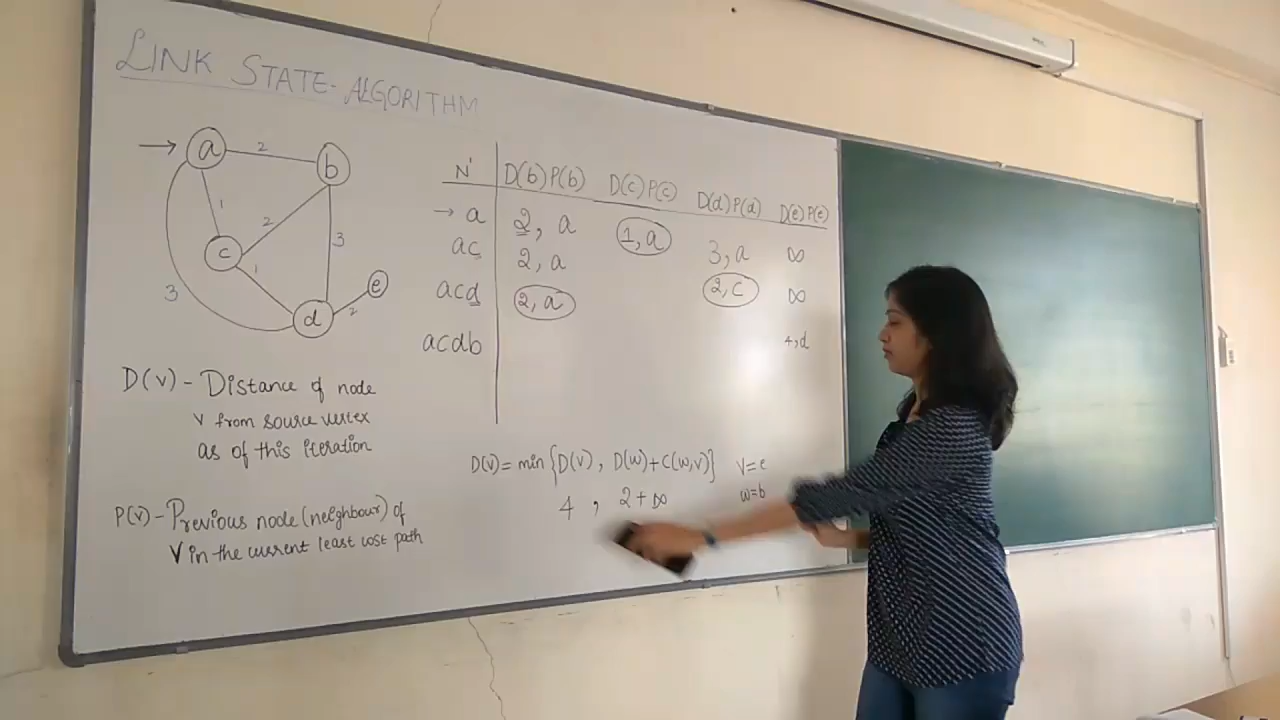 LINK STATE-ALGORITHM
→ a 2 b
1 2 3
c 1
3 d 2 e
D(v) - Distance of node
v from source vertex
as of this iteration
P(v) - Previous node (neighbour) of
V in the current least cost path
N' D(b) P(b) D(c) P(c) D(d) P(d) D(e) P(e)
→ a 2, a 1, a 3, a ∞
ac 2, a 2, c ∞
acd 2, a 4, d
acdb
D(v) = min {D(v), D(w) + C(w,v)} v=e
4 , 2 + ∞ w=b